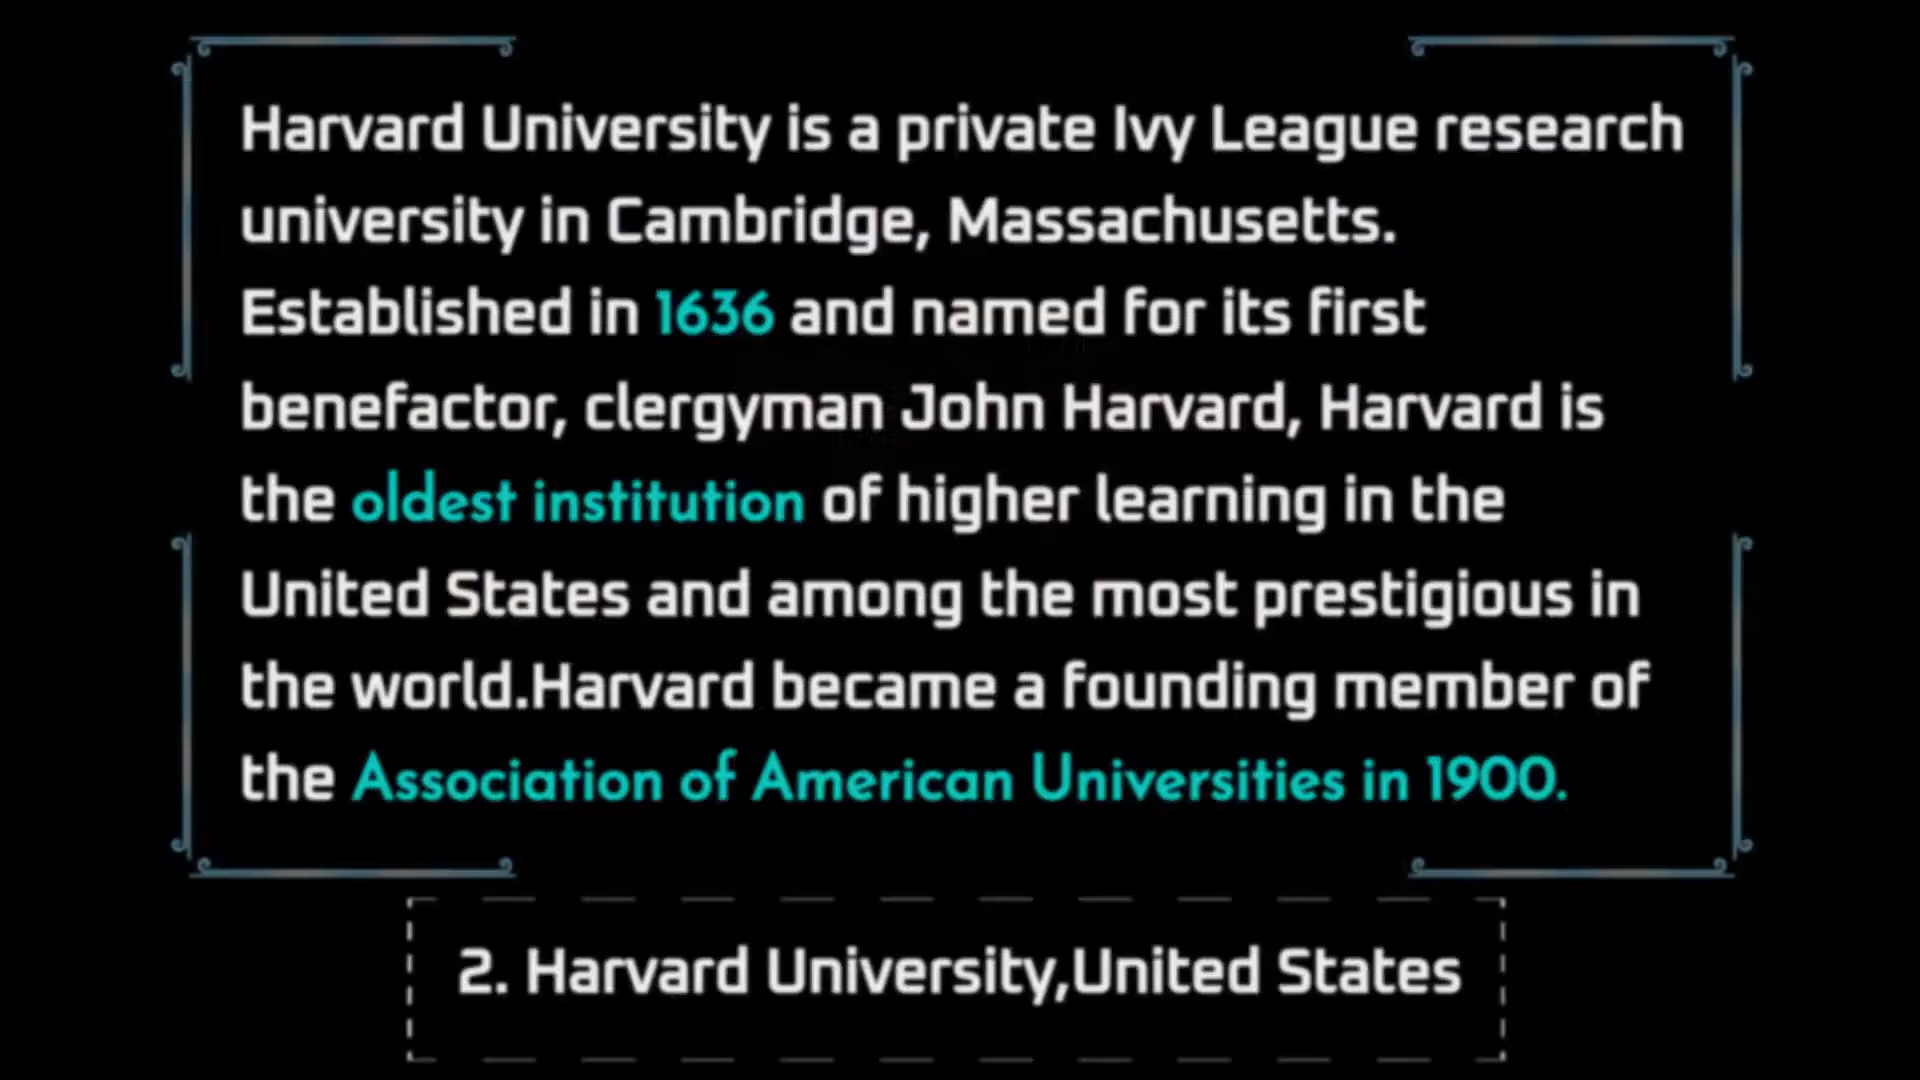 Harvard University is a private Ivy League research
university in Cambridge, Massachusetts.
Established in 1636 and named for its first
benefactor, clergyman John Harvard, Harvard is
the oldest institution of higher learning in the
United States and among the most prestigious in
the world.Harvard became a founding member of
the Association of American Universities in 1900.
2. Harvard University,United States